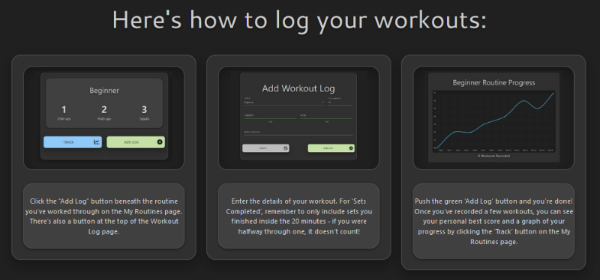 Here's how to log your workouts:
Beginner
1 2 3
Add Workout Log
Beginner Routine Progress
Click the 'Add Log' button beneath the routine
you've worked through on the My Routines page.
There's also a button at the top of the Workout
Log page.
Enter the details of your workout. For 'Sets
Completed', remember to only include sets you
finished inside the 20 minutes - if you were
halfway through one, it doesn't count!
Push the green 'Add Log' button and you're done!
Once you've recorded a few workouts, you can see
your personal best score and a graph of your
progress by clicking the 'Track' button on the My
Routines page.